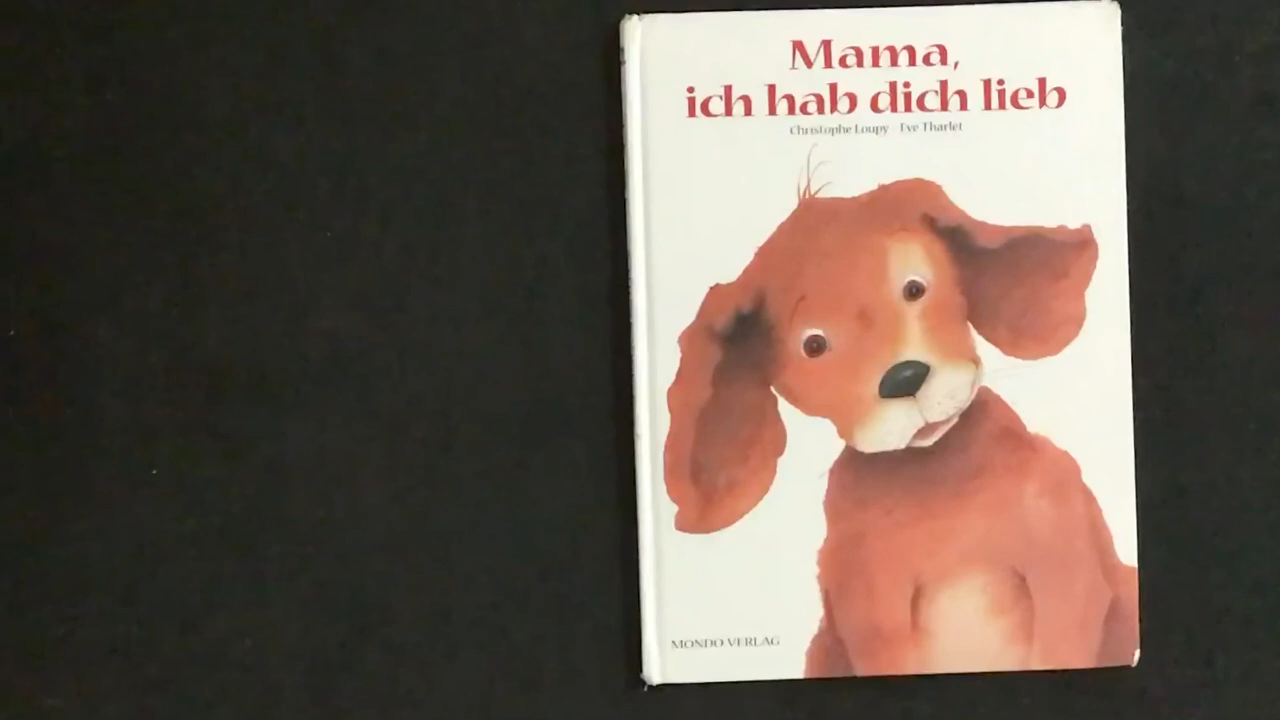 Mama,
ich hab dich lieb
Christophe Loupy Eve Tharlet
MONDO VERLAG